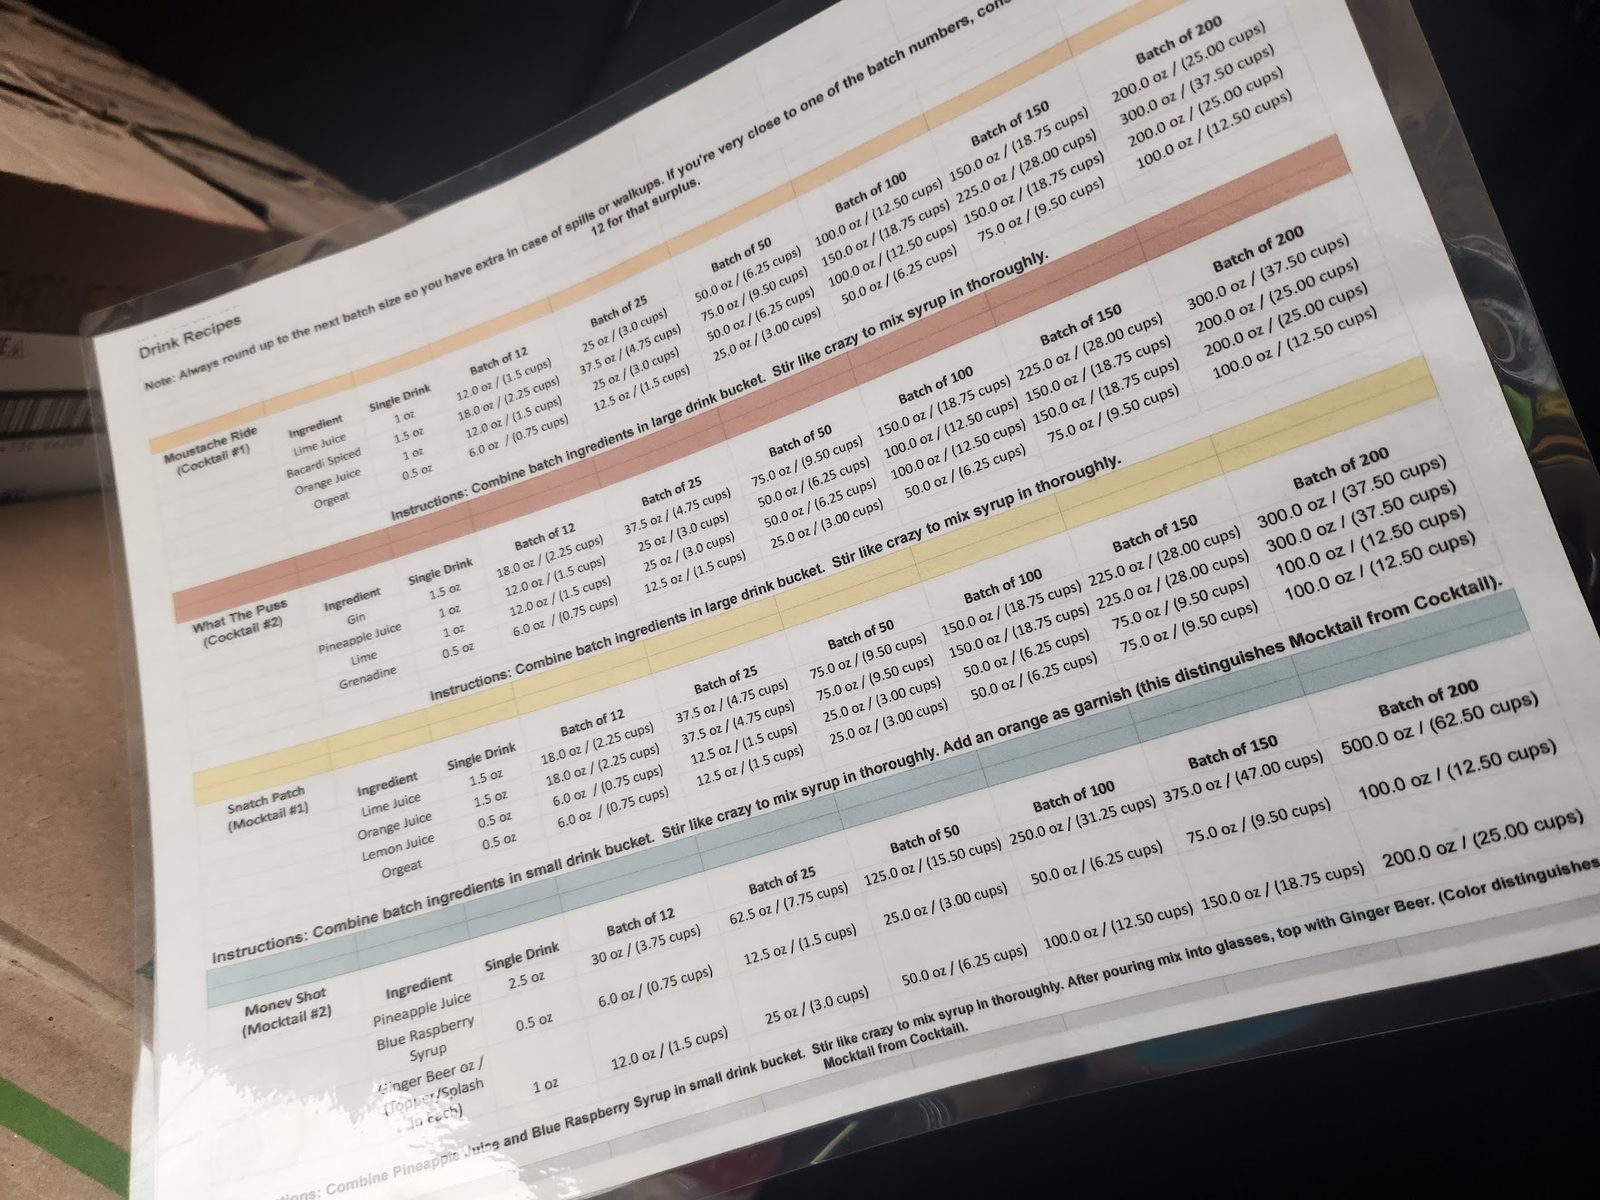 Drink Recipes
Note: Always round up to the next batch size so you have extra in case of spills or walkups. If you're very close to one of the batch numbers,
12 for that surplus.
Moustache Ride (Cocktail #1) Ingredient Single Drink Batch of 12 Batch of 25 Batch of 50 Batch of 100 Batch of 150 Batch of 200
Lime Juice 1 oz 12.0 oz / (1.5 cups) 25 oz / (3.0 cups) 50.0 oz / (6.25 cups) 100.0 oz / (12.50 cups) 150.0 oz / (18.75 cups) 200.0 oz / (25.00 cups)
Bacardi Spiced 1.5 oz 18.0 oz / (2.25 cups) 37.5 oz / (4.75 cups) 75.0 oz / (9.50 cups) 150.0 oz / (18.75 cups) 225.0 oz / (28.00 cups) 300.0 oz / (37.50 cups)
Orange Juice 1 oz 12.0 oz / (1.5 cups) 25 oz / (3.0 cups) 50.0 oz / (6.25 cups) 100.0 oz / (12.50 cups) 150.0 oz / (18.75 cups) 200.0 oz / (25.00 cups)
Orgeat 0.5 oz 6.0 oz / (0.75 cups) 12.5 oz / (1.5 cups) 25.0 oz / (3.00 cups) 50.0 oz / (6.25 cups) 75.0 oz / (9.50 cups) 100.0 oz / (12.50 cups)
Instructions: Combine batch ingredients in large drink bucket. Stir like crazy to mix syrup in thoroughly.
What The Puss (Cocktail #2) Ingredient Single Drink Batch of 12 Batch of 25 Batch of 50 Batch of 100 Batch of 150 Batch of 200
Gin 1.5 oz 18.0 oz / (2.25 cups) 37.5 oz / (4.75 cups) 75.0 oz / (9.50 cups) 150.0 oz / (18.75 cups) 225.0 oz / (28.00 cups) 300.0 oz / (37.50 cups)
Pineapple Juice 1 oz 12.0 oz / (1.5 cups) 25 oz / (3.0 cups) 50.0 oz / (6.25 cups) 100.0 oz / (12.50 cups) 150.0 oz / (18.75 cups) 200.0 oz / (25.00 cups)
Lime 1 oz 12.0 oz / (1.5 cups) 25 oz / (3.0 cups) 50.0 oz / (6.25 cups) 100.0 oz / (12.50 cups) 150.0 oz / (18.75 cups) 200.0 oz / (25.00 cups)
Grenadine 0.5 oz 6.0 oz / (0.75 cups) 12.5 oz / (1.5 cups) 25.0 oz / (3.00 cups) 50.0 oz / (6.25 cups) 75.0 oz / (9.50 cups) 100.0 oz / (12.50 cups)
Instructions: Combine batch ingredients in large drink bucket. Stir like crazy to mix syrup in thoroughly.
Snatch Patch (Mocktail #1) Ingredient Single Drink Batch of 12 Batch of 25 Batch of 50 Batch of 100 Batch of 150 Batch of 200
Lime Juice 1.5 oz 18.0 oz / (2.25 cups) 37.5 oz / (4.75 cups) 75.0 oz / (9.50 cups) 150.0 oz / (18.75 cups) 225.0 oz / (28.00 cups) 300.0 oz / (37.50 cups)
Orange Juice 1.5 oz 18.0 oz / (2.25 cups) 37.5 oz / (4.75 cups) 75.0 oz / (9.50 cups) 150.0 oz / (18.75 cups) 225.0 oz / (28.00 cups) 300.0 oz / (37.50 cups)
Lemon Juice 0.5 oz 6.0 oz / (0.75 cups) 12.5 oz / (1.5 cups) 25.0 oz / (3.00 cups) 50.0 oz / (6.25 cups) 75.0 oz / (9.50 cups) 100.0 oz / (12.50 cups)
Orgeat 0.5 oz 6.0 oz / (0.75 cups) 12.5 oz / (1.5 cups) 25.0 oz / (3.00 cups) 50.0 oz / (6.25 cups) 75.0 oz / (9.50 cups) 100.0 oz / (12.50 cups)
Instructions: Combine batch ingredients in small drink bucket. Stir like crazy to mix syrup in thoroughly. Add an orange as garnish (this distinguishes Mocktail from Cocktail).
Money Shot (Mocktail #2) Ingredient Single Drink Batch of 12 Batch of 25 Batch of 50 Batch of 100 Batch of 150 Batch of 200
Pineapple Juice 2.5 oz 30 oz / (3.75 cups) 62.5 oz / (7.75 cups) 125.0 oz / (15.50 cups) 250.0 oz / (31.25 cups) 375.0 oz / (47.00 cups) 500.0 oz / (62.50 cups)
Blue Raspberry Syrup 0.5 oz 6.0 oz / (0.75 cups) 12.5 oz / (1.5 cups) 25.0 oz / (3.00 cups) 50.0 oz / (6.25 cups) 75.0 oz / (9.50 cups) 100.0 oz / (12.50 cups)
Ginger Beer oz / (Topper/Splash in each) 1 oz 12.0 oz / (1.5 cups) 25 oz / (3.0 cups) 50.0 oz / (6.25 cups) 100.0 oz / (12.50 cups) 150.0 oz / (18.75 cups) 200.0 oz / (25.00 cups)
Combine Pineapple Juice and Blue Raspberry Syrup in small drink bucket. Stir like crazy to mix syrup in thoroughly. After pouring mix into glasses, top with Ginger Beer. (Color distinguishes
Mocktail from Cocktail).